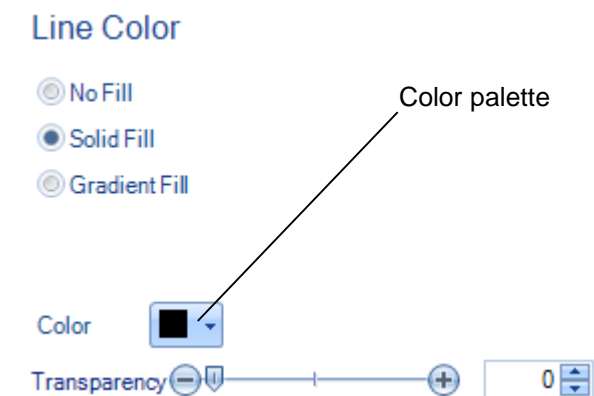 Line Color
No Fill
Color palette
Solid Fill
Gradient Fill
Color
Transparency 0